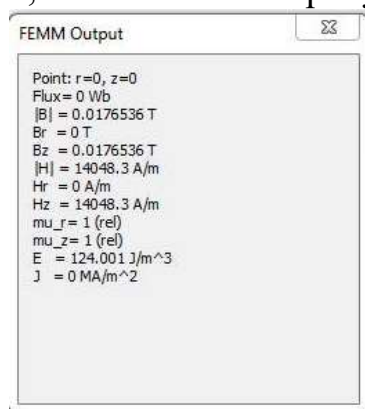 FEMM Output
Point: r=0, z=0
Flux= 0 Wb
|B| = 0.0176536 T
Br = 0 T
Bz = 0.0176536 T
|H| = 14048.3 A/m
Hr = 0 A/m
Hz = 14048.3 A/m
mu_r= 1 (rel)
mu_z= 1 (rel)
E = 124.001 J/m^3
J = 0 MA/m^2